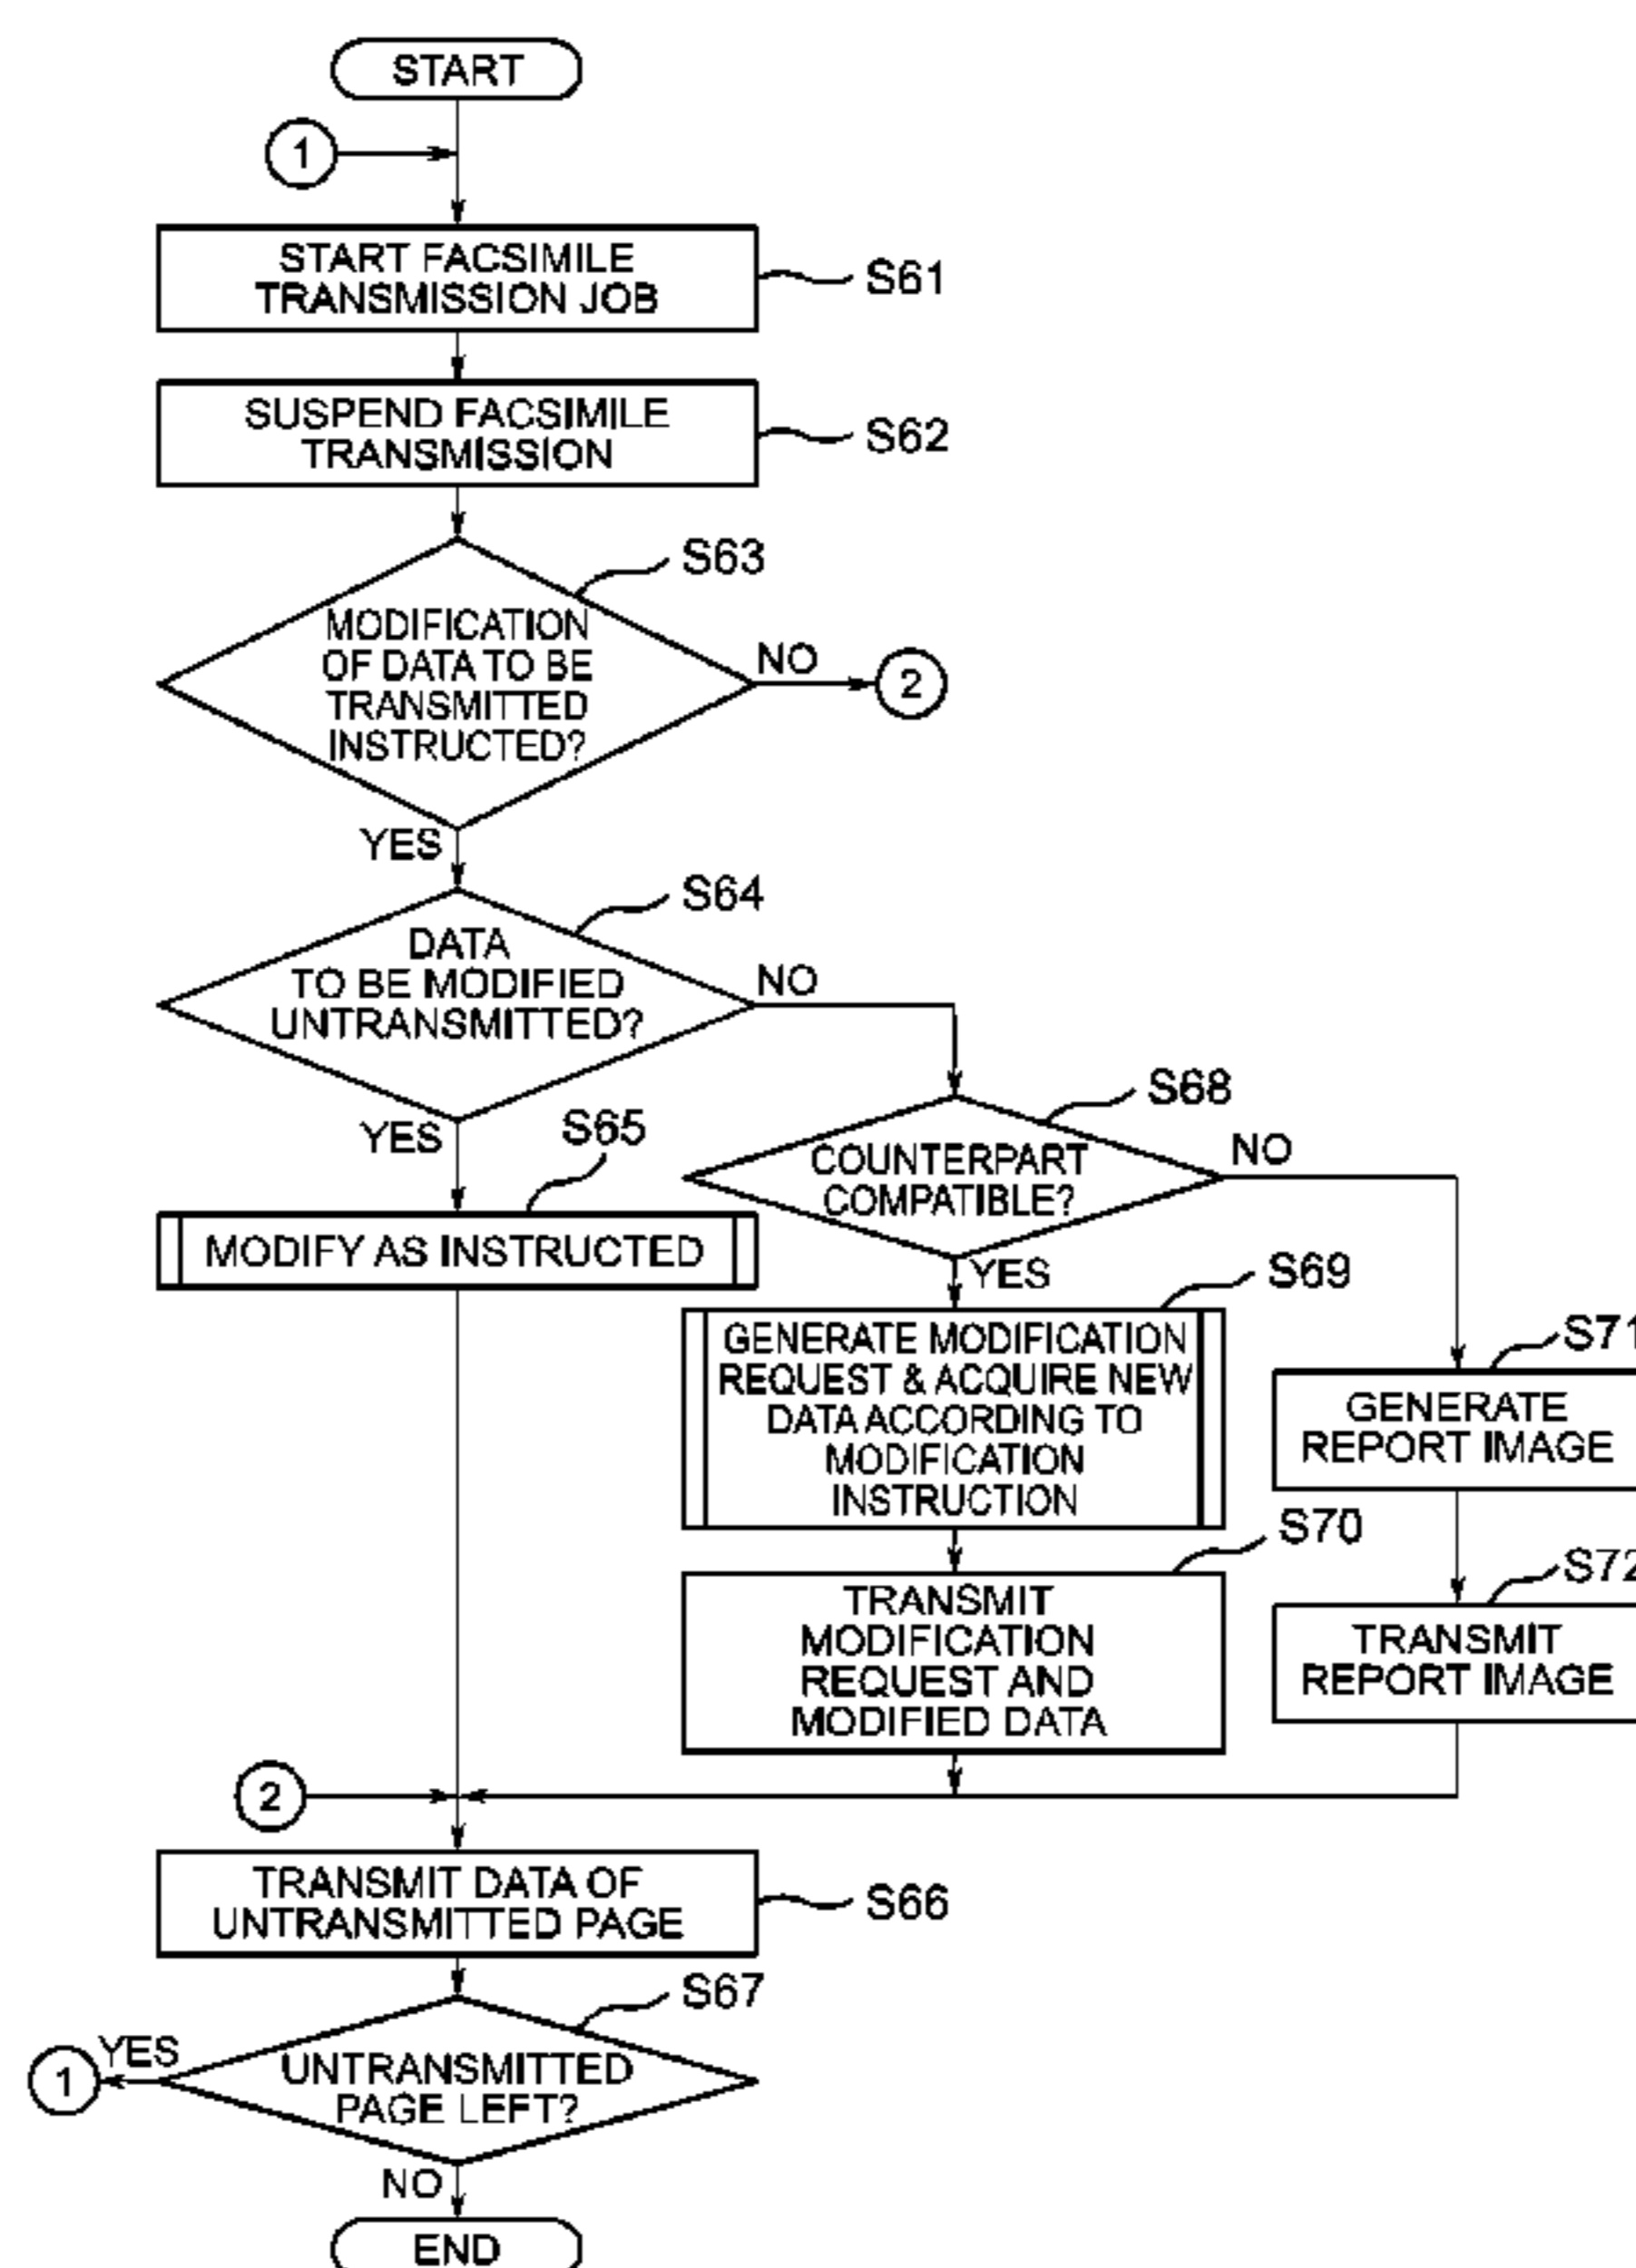 START
1
START FACSIMILE
TRANSMISSION JOB
S61
SUSPEND FACSIMILE
TRANSMISSION
S62
S63
MODIFICATION
OF DATA TO BE
TRANSMITTED
INSTRUCTED?
NO
2
YES
S64
DATA
TO BE MODIFIED
UNTRANSMITTED?
NO
YES
S65
MODIFY AS INSTRUCTED
S68
COUNTERPART
COMPATIBLE?
NO
YES
S69
GENERATE MODIFICATION
REQUEST & ACQUIRE NEW
DATA ACCORDING TO
MODIFICATION
INSTRUCTION
S71
GENERATE
REPORT IMAGE
S70
TRANSMIT
MODIFICATION
REQUEST AND
MODIFIED DATA
S72
TRANSMIT
REPORT IMAGE
2
TRANSMIT DATA OF
UNTRANSMITTED PAGE
S66
S67
UNTRANSMITTED
PAGE LEFT?
YES
1
NO
END